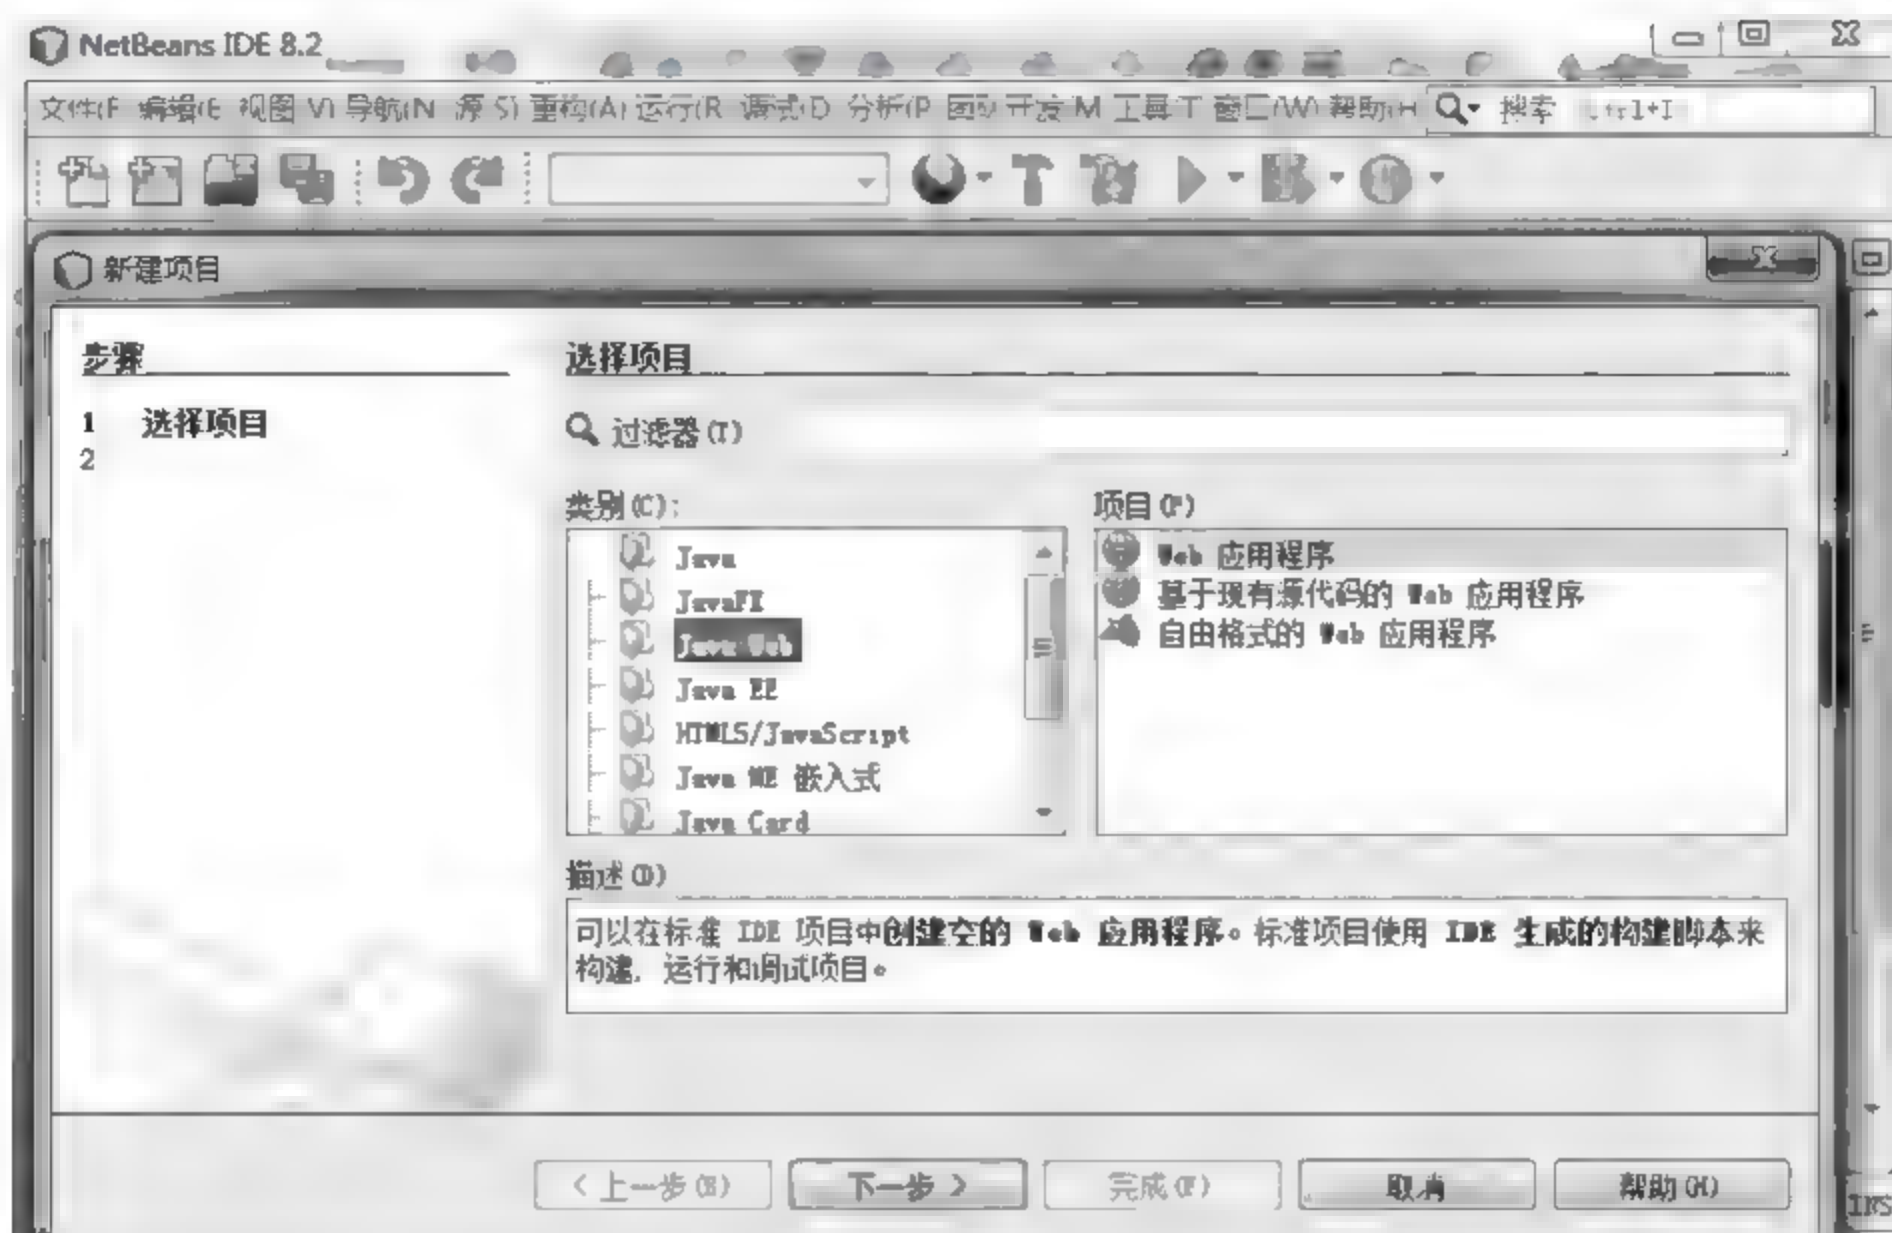 NetBeans IDE 8.2
文件(F 编辑(E 视图 V) 导航(N 源 S) 重构(A) 运行(R 调试(D 分析(P 团队 开发 M 工具 T 窗口(W) 帮助(H 搜索 Ctrl+I
新建项目
步骤
选择项目
1 选择项目
2
过滤器(T)
类别(C):
项目(P)
Java
JavaFX
Java Web
Java EE
HTML5/JavaScript
Java ME 嵌入式
Java Card
Web 应用程序
基于现有源代码的 Web 应用程序
自由格式的 Web 应用程序
描述(D)
可以在标准 IDE 项目中创建空的 Web 应用程序。标准项目使用 IDE 生成的构建脚本来
构建, 运行和调试项目。
< 上一步(B) 下一步 > 完成(F) 取消 帮助(H)
INS